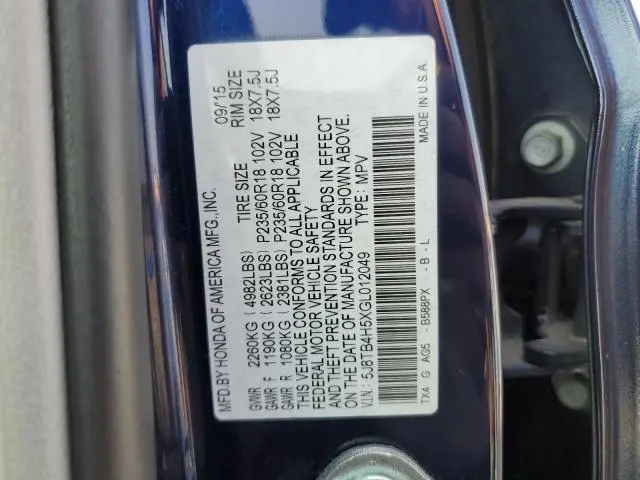 MFD.BY HONDA OF AMERICA MFG.,INC. 09/15
TIRE SIZE RIM SIZE
GVWR 2260KG (4982LBS)
GAWR F 1190KG (2623LBS) P235/60R18 102V 18X7.5J
GAWR R 1080KG (2381LBS) P235/60R18 102V 18X7.5J
THIS VEHICLE CONFORMS TO ALL APPLICABLE
FEDERAL MOTOR VEHICLE SAFETY
AND THEFT PREVENTION STANDARDS IN EFFECT
ON THE DATE OF MANUFACTURE SHOWN ABOVE.
V.I.N.: 5J8TB4H5XGL012049 TYPE: MPV
TX4 G AG5 - B588PX - B - L MADE IN U.S.A.